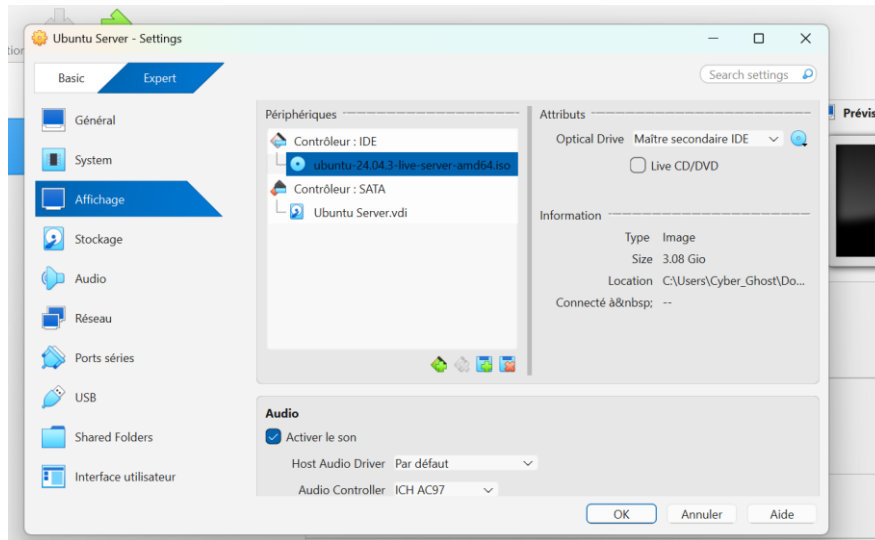 tion
Ubuntu Server - Settings
Basic
Expert
Search settings
Général
System
Affichage
Stockage
Audio
Réseau
Ports séries
USB
Shared Folders
Interface utilisateur
Périphériques
Contrôleur : IDE
ubuntu-24.04.3-live-server-amd64.iso
Contrôleur : SATA
Ubuntu Server.vdi
Attributs
Optical Drive Maître secondaire IDE
Live CD/DVD
Information
Type Image
Size 3.08 Gio
Location C:\Users\Cyber_Ghost\Do...
Connecté à&nbsp; --
Audio
Activer le son
Host Audio Driver Par défaut
Audio Controller ICH AC97
OK
Annuler
Aide
Prévis